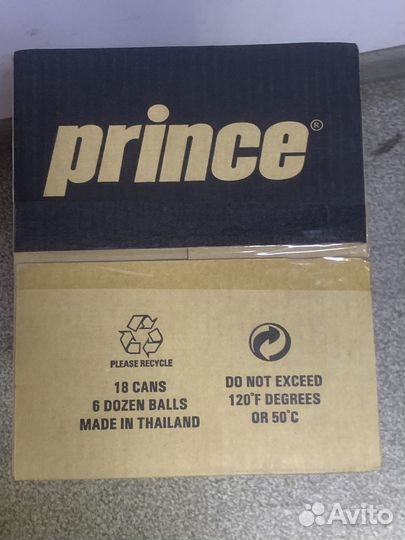 prince®
PLEASE RECYCLE
18 CANS
6 DOZEN BALLS
MADE IN THAILAND
DO NOT EXCEED
120°F DEGREES
OR 50°C
Avito